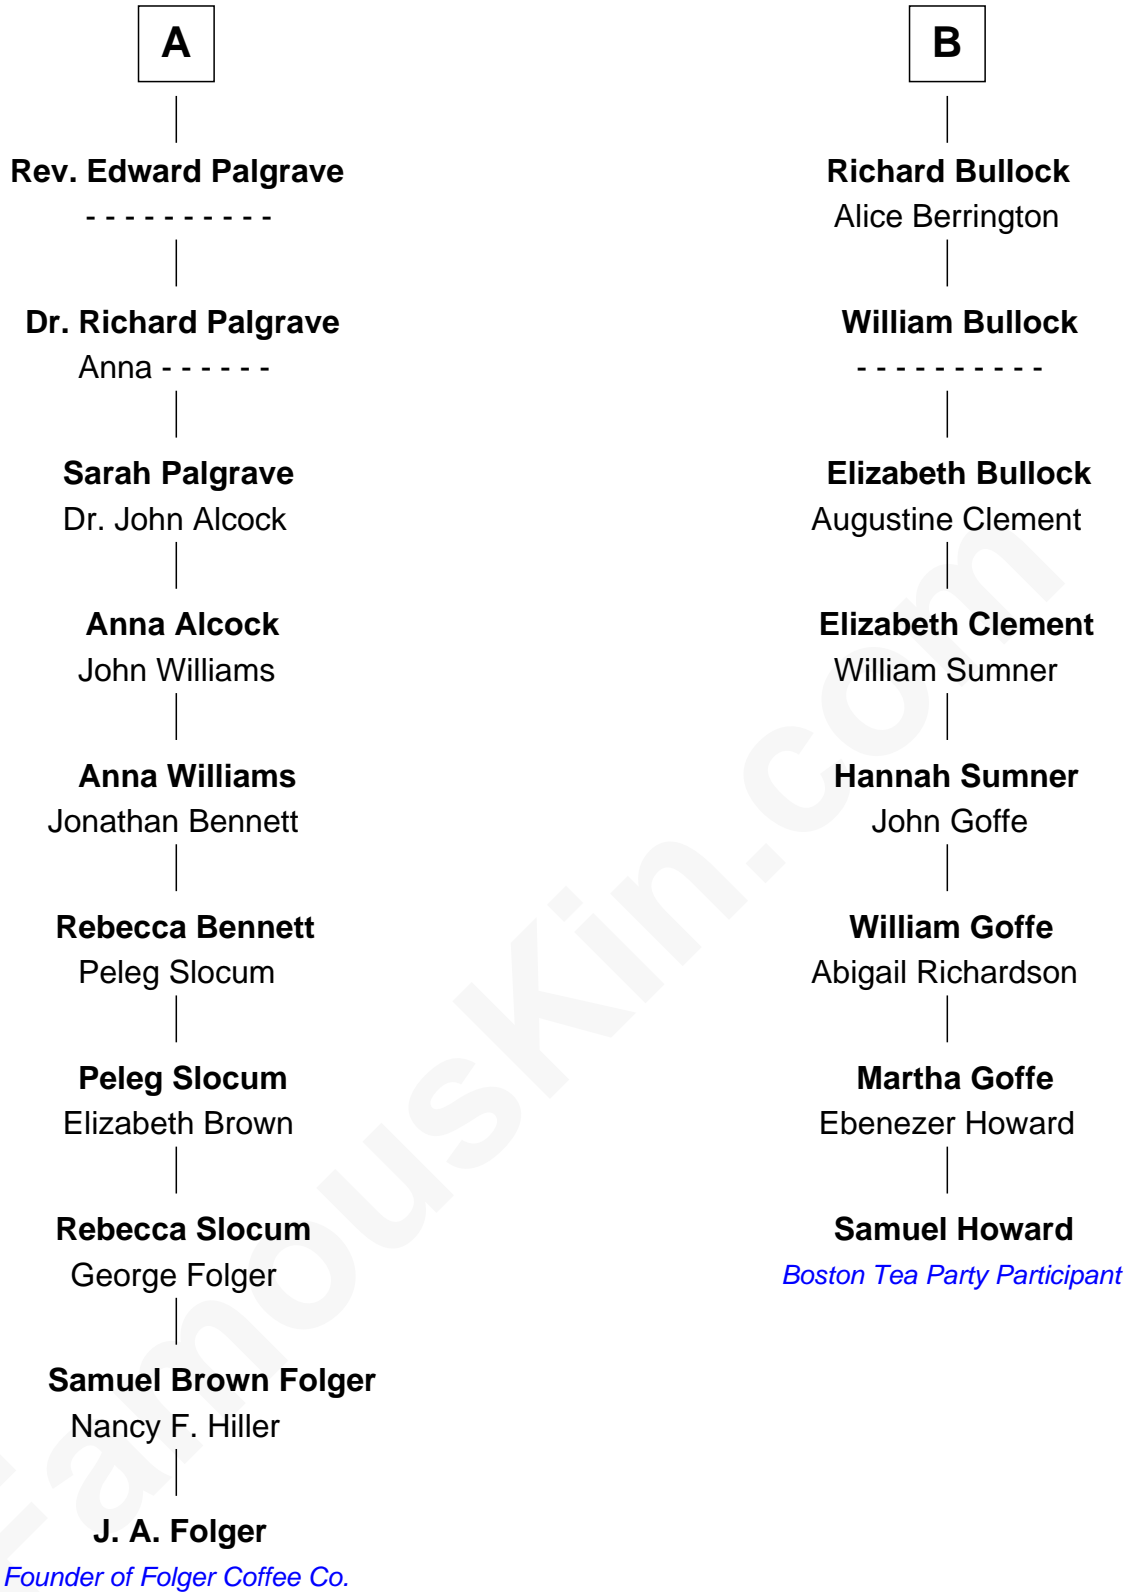 A
Rev. Edward Palgrave
- - - - - - - - - -
Dr. Richard Palgrave
Anna - - - - - -
Sarah Palgrave
Dr. John Alcock
Anna Alcock
John Williams
Anna Williams
Jonathan Bennett
Rebecca Bennett
Peleg Slocum
Peleg Slocum
Elizabeth Brown
Rebecca Slocum
George Folger
Samuel Brown Folger
Nancy F. Hiller
J. A. Folger
Founder of Folger Coffee Co.
B
Richard Bullock
Alice Berrington
William Bullock
- - - - - - - - - -
Elizabeth Bullock
Augustine Clement
Elizabeth Clement
William Sumner
Hannah Sumner
John Goffe
William Goffe
Abigail Richardson
Martha Goffe
Ebenezer Howard
Samuel Howard
Boston Tea Party Participant
FamousKin.com